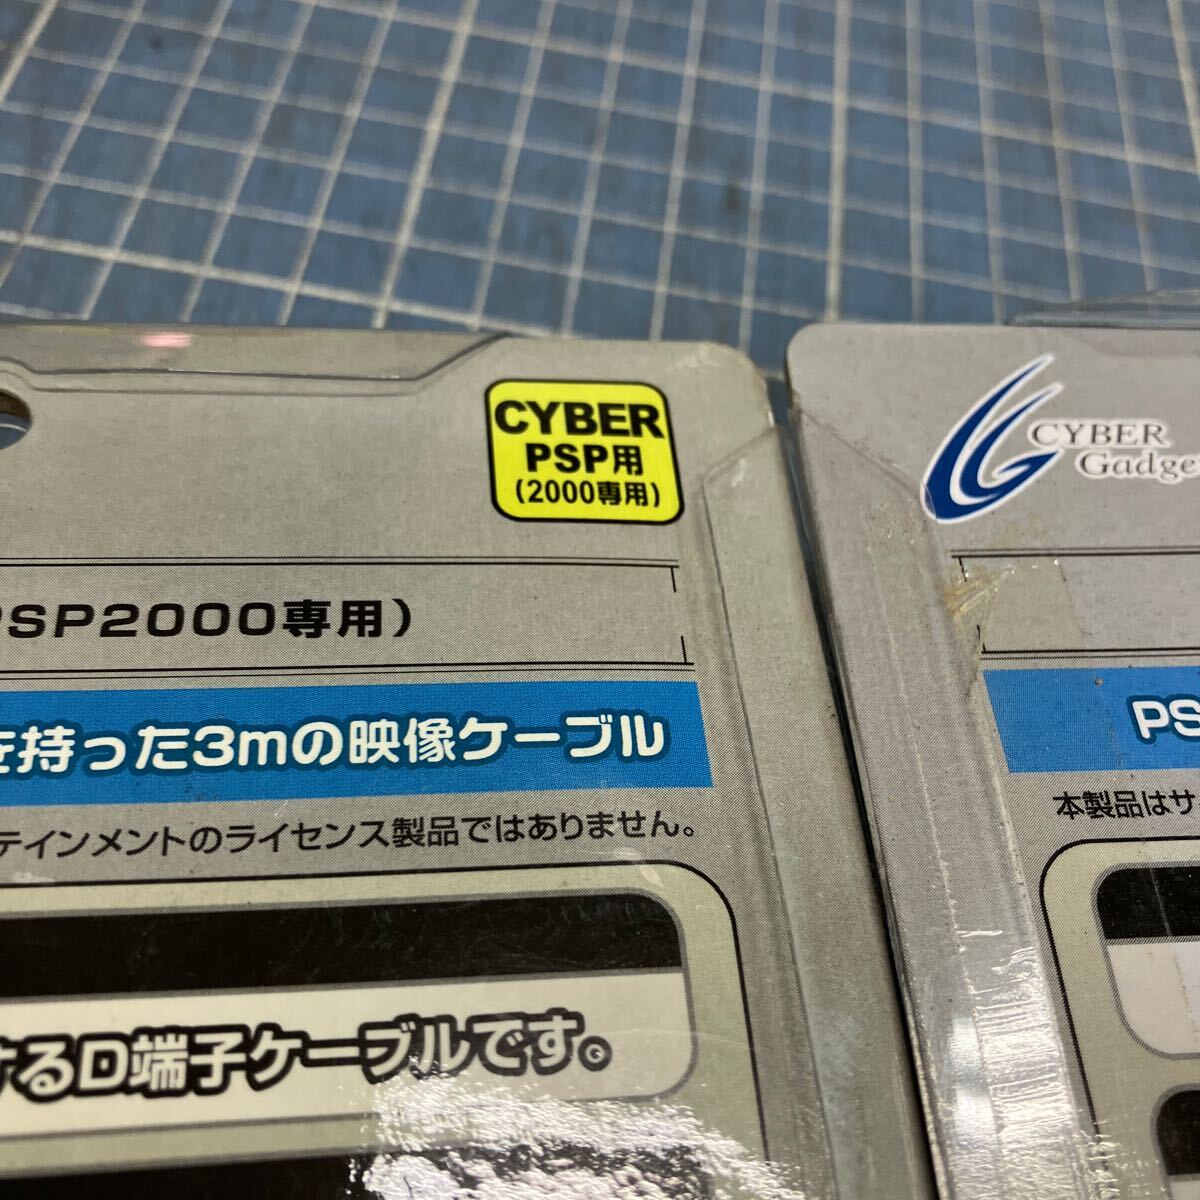 CYBER
PSP用
(2000専用)
PSP2000専用)
を持った3mの映像ケーブル
テインメントのライセンス製品ではありません。
するD端子ケーブルです。
CYBER
Gadge
PS
本製品はサ